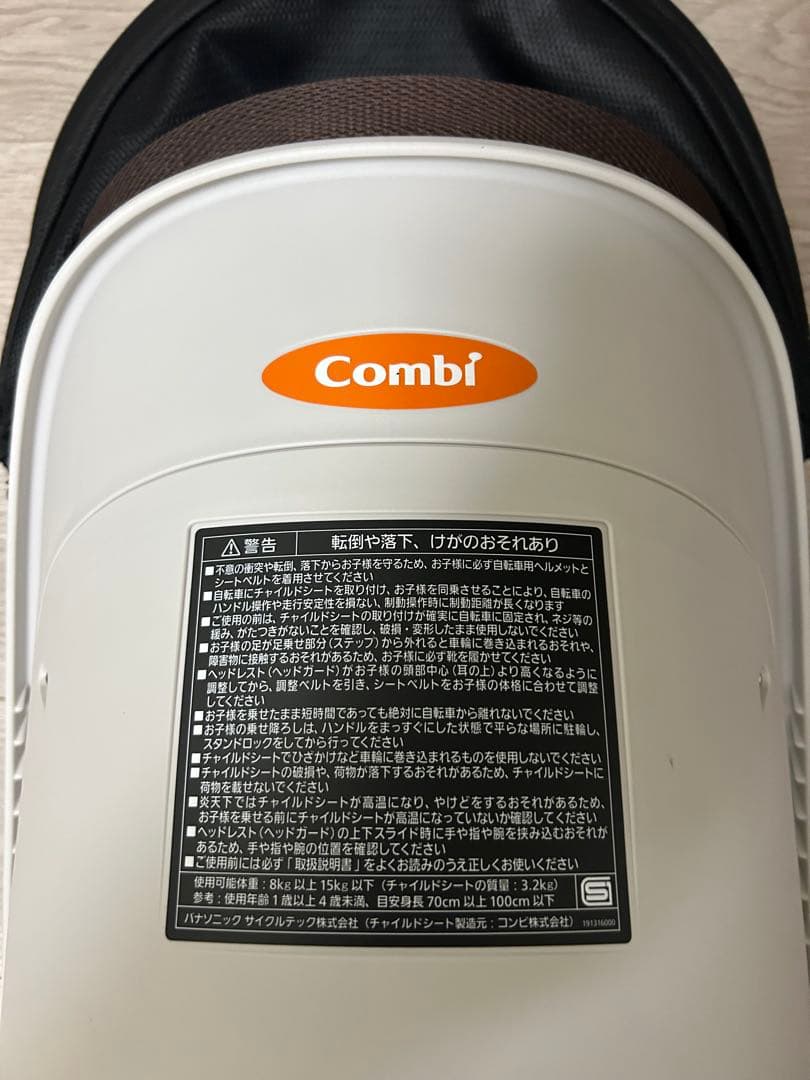 Combi
警告 転倒や落下、けがのおそれあり
■不意の衝突や転倒、落下からお子様を守るため、お子様に必ず自転車用ヘルメットと
シートベルトを着用させてください
■自転車にチャイルドシートを取り付け、お子様を同乗させることにより、自転車の
ハンドル操作や走行安定性を損ない、制動操作時に制動距離が長くなります
■ご使用の前は、チャイルドシートの取り付けが確実に自転車に固定され、ネジ等の
緩み、がたつきがないことを確認し、破損・変形したまま使用しないでください
■お子様の足が足乗せ部分（ステップ）から外れると車輪に巻き込まれるおそれや、
障害物に接触するおそれがあるため、お子様に必ず靴を履かせてください
■ヘッドレスト（ヘッドガード）がお子様の頭部中心（耳の上）より高くなるように
調整してから、調整ベルトを引き、シートベルトをお子様の体格に合わせて調整
してください
■お子様を乗せたまま短時間であっても絶対に自転車から離れないでください
■お子様の乗せ降ろしは、ハンドルをまっすぐにした状態で平らな場所に駐輪し、
スタンドロックをしてから行ってください
■チャイルドシートでひざかけなど車輪に巻き込まれるものを使用しないでください
■チャイルドシートの破損や、荷物が落下するおそれがあるため、チャイルドシートに
荷物を載せないでください
■炎天下ではチャイルドシートが高温になり、やけどをするおそれがあるため、
お子様を乗せる前にチャイルドシートが高温になっていないか確認してください
■ヘッドレスト（ヘッドガード）の上下スライド時に手や指や腕を挟み込むおそれが
あるため、手や指や腕の位置を確認してください
■ご使用前には必ず「取扱説明書」をよくお読みのうえ正しくお使いください
使用可能体重：8kg以上15kg以下（チャイルドシートの質量：3.2kg）
参考：使用年齢1歳以上4歳未満、目安身長70cm以上100cm以下
パナソニック サイクルテック株式会社（チャイルドシート製造元：コンビ株式会社） 191316000